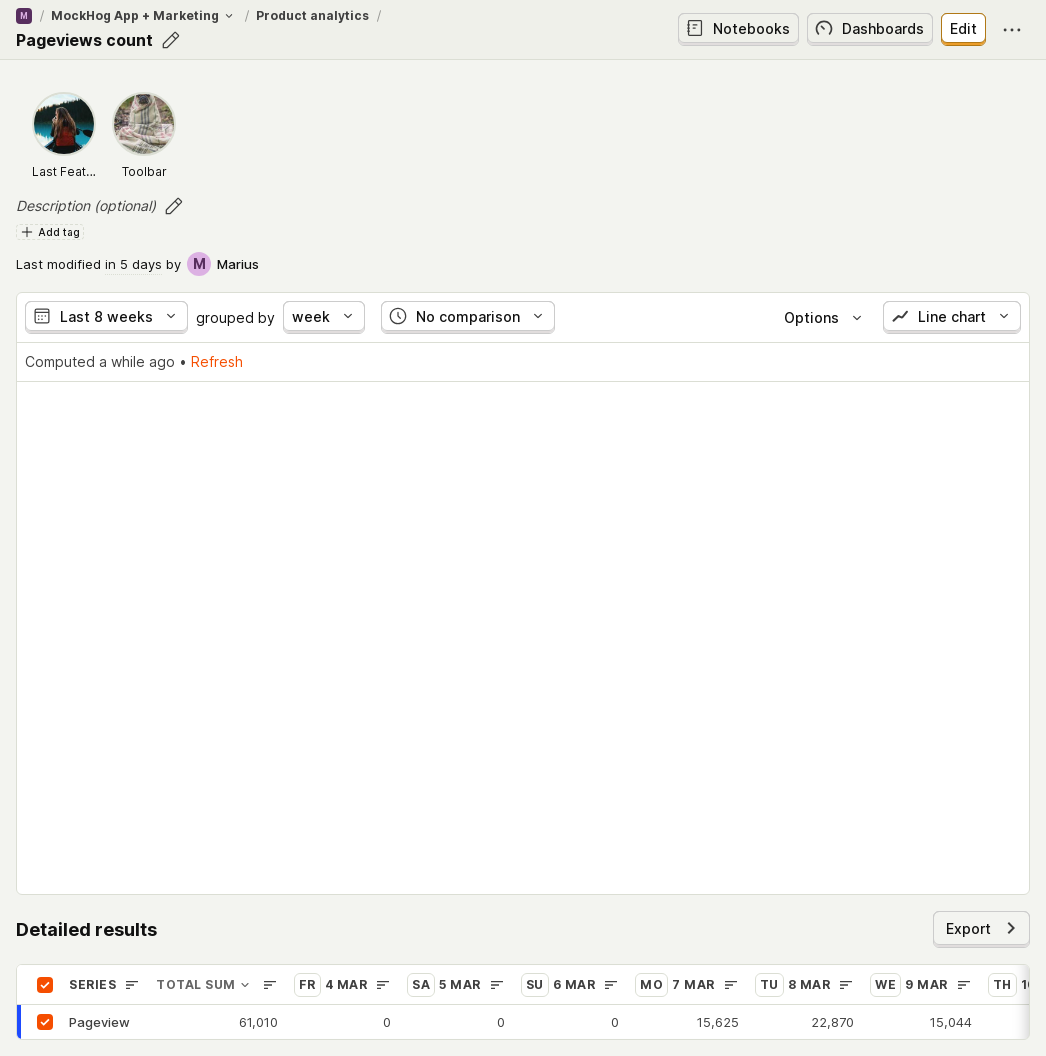 M / MockHog App + Marketing / Product analytics /
Pageviews count
Notebooks Dashboards Edit
Last Feat... Toolbar
Description (optional)
Add tag
Last modified in 5 days by M Marius
Last 8 weeks grouped by week No comparison Options Line chart
Computed a while ago • Refresh
Detailed results
Export
SERIES TOTAL SUM FR 4 MAR SA 5 MAR SU 6 MAR MO 7 MAR TU 8 MAR WE 9 MAR TH
Pageview 61,010 0 0 0 15,625 22,870 15,044